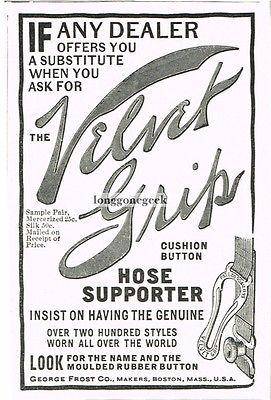 IF ANY DEALER
OFFERS YOU
A SUBSTITUTE
WHEN YOU
ASK FOR
THE Velvet
Grip
longgonegeek
Sample Pair,
Mercerized 25c.
Silk 50c.
Mailed on
Receipt of
Price.
CUSHION
BUTTON
HOSE
SUPPORTER
INSIST ON HAVING THE GENUINE
OVER TWO HUNDRED STYLES
WORN ALL OVER THE WORLD
LOOK FOR THE NAME AND THE
MOULDED RUBBER BUTTON
GEORGE FROST CO., MAKERS, BOSTON, MASS., U.S.A.